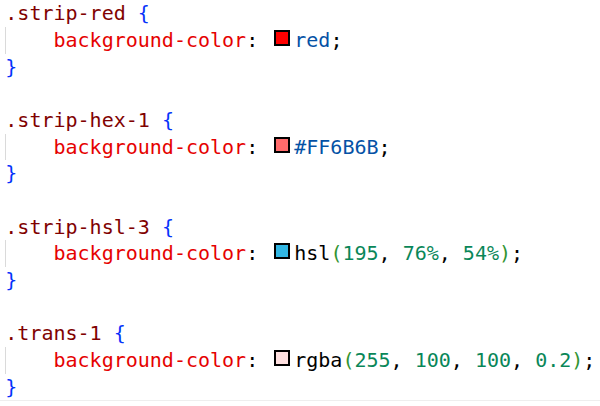 .strip-red {
    background-color: red;
}

.strip-hex-1 {
    background-color: #FF6B6B;
}

.strip-hsl-3 {
    background-color: hsl(195, 76%, 54%);
}

.trans-1 {
    background-color: rgba(255, 100, 100, 0.2);
}